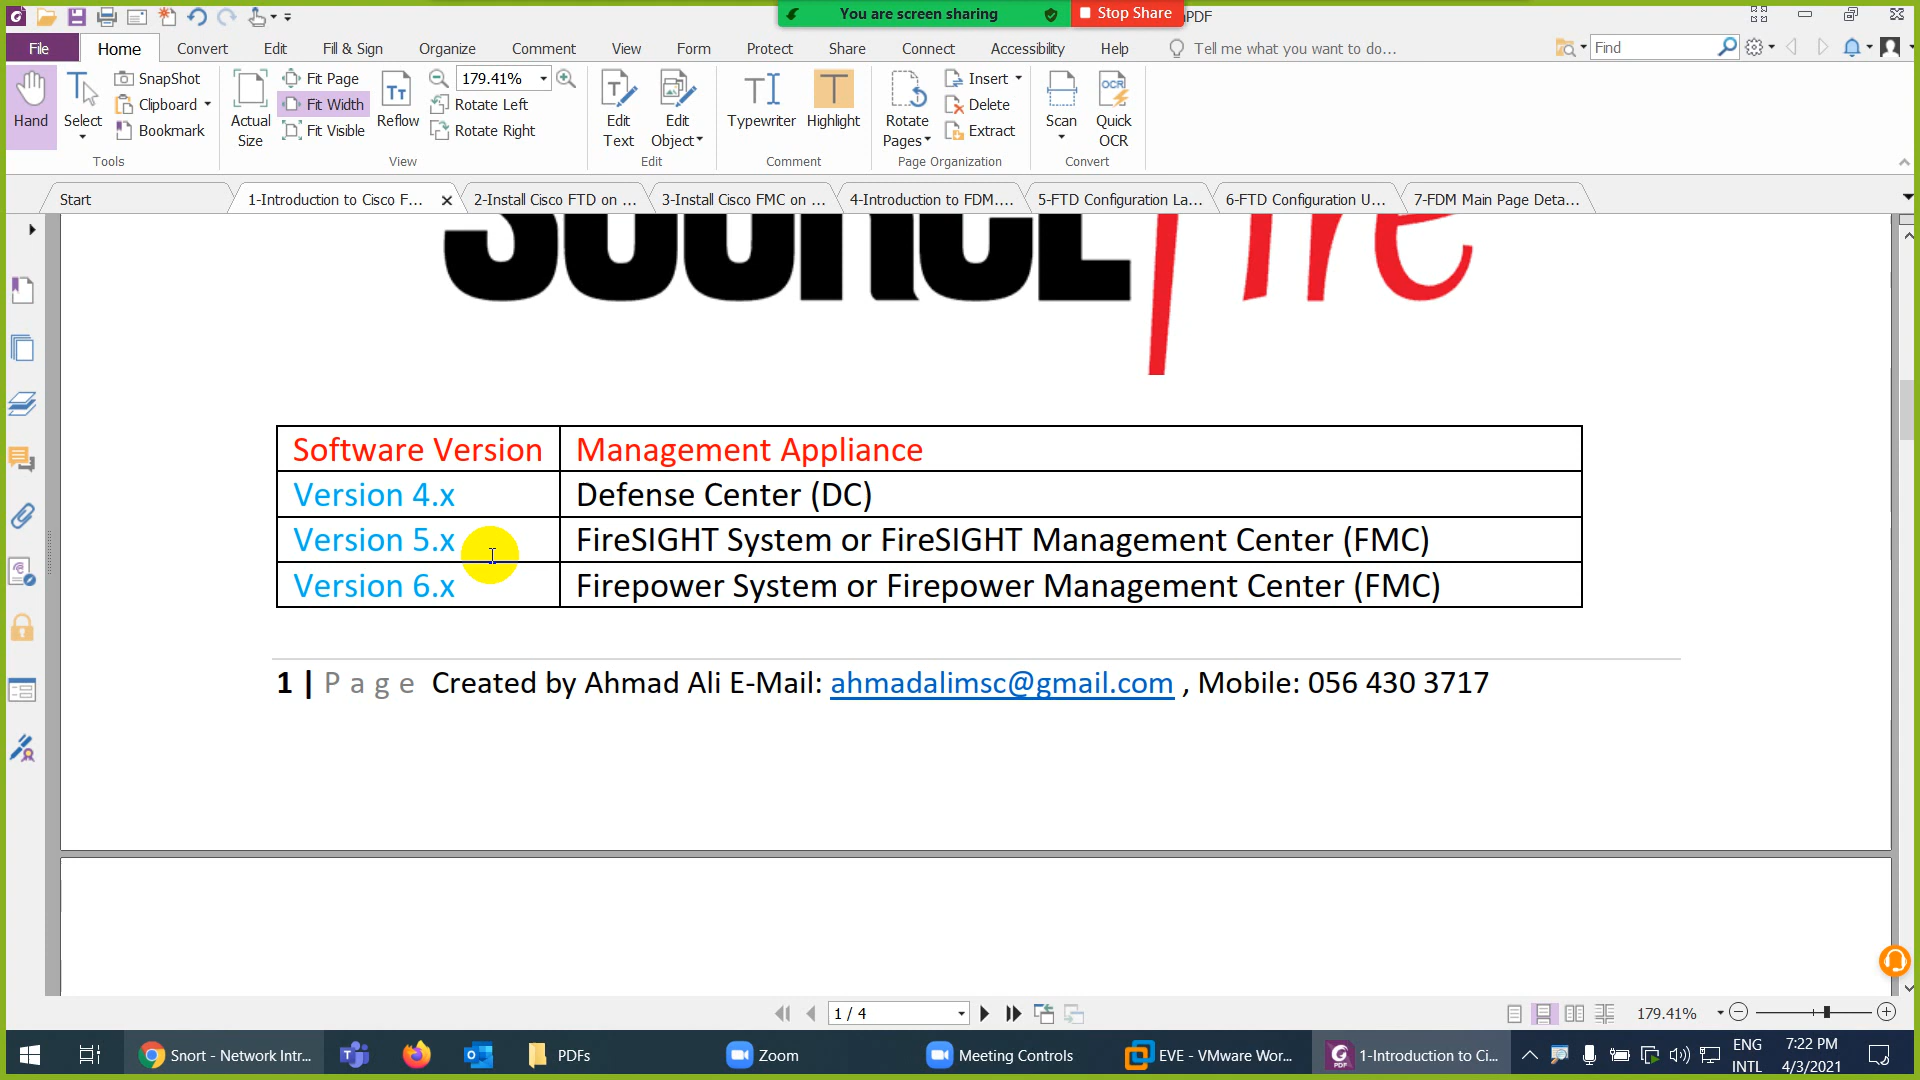 You are screen sharing
Stop Share
PDF
File Home Convert Edit Fill & Sign Organize Comment View Form Protect Share Connect Accessibility Help Tell me what you want to do... Find
Hand
Select
SnapShot
Clipboard
Bookmark
Tools
Actual Size
Fit Page
Fit Width
Fit Visible
Reflow
179.41%
Rotate Left
Rotate Right
View
Edit Text
Edit Object
Edit
Typewriter
Highlight
Comment
Rotate Pages
Insert
Delete
Extract
Page Organization
Scan
Quick OCR
Convert
Start
1-Introduction to Cisco F...
2-Install Cisco FTD on ...
3-Install Cisco FMC on ...
4-Introduction to FDM....
5-FTD Configuration La...
6-FTD Configuration U...
7-FDM Main Page Deta...
SOURCEfire
Software Version Management Appliance
Version 4.x Defense Center (DC)
Version 5.x FireSIGHT System or FireSIGHT Management Center (FMC)
Version 6.x Firepower System or Firepower Management Center (FMC)
1 | Page Created by Ahmad Ali E-Mail: ahmadalimsc@gmail.com , Mobile: 056 430 3717
1 / 4
179.41%
Snort - Network Intr...
PDFs
Zoom
Meeting Controls
EVE - VMware Wor...
1-Introduction to Ci...
ENG
INTL
7:22 PM
4/3/2021